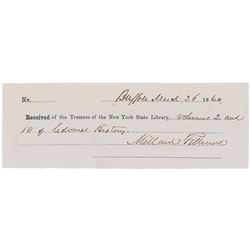 No. Buffalo March 26 1860
Received of the Trustees of the New York State Library, volumes 2 and
10 of Colonial History.
Millard Fillmore